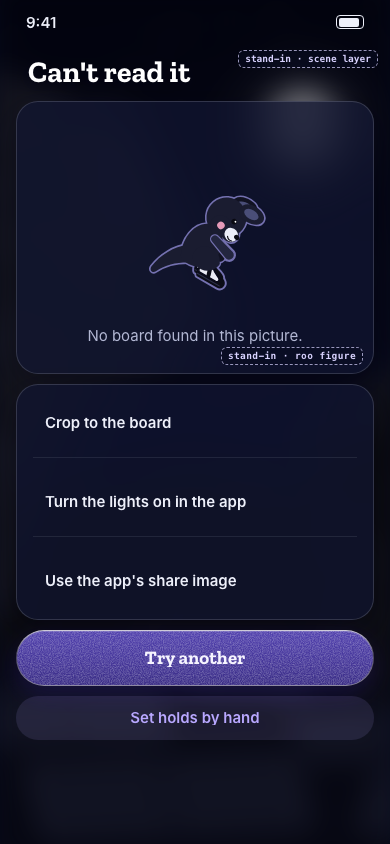 9:41
stand-in · scene layer
Can't read it
No board found in this picture.
stand-in · roo figure
Crop to the board
Turn the lights on in the app
Use the app's share image
Try another
Set holds by hand